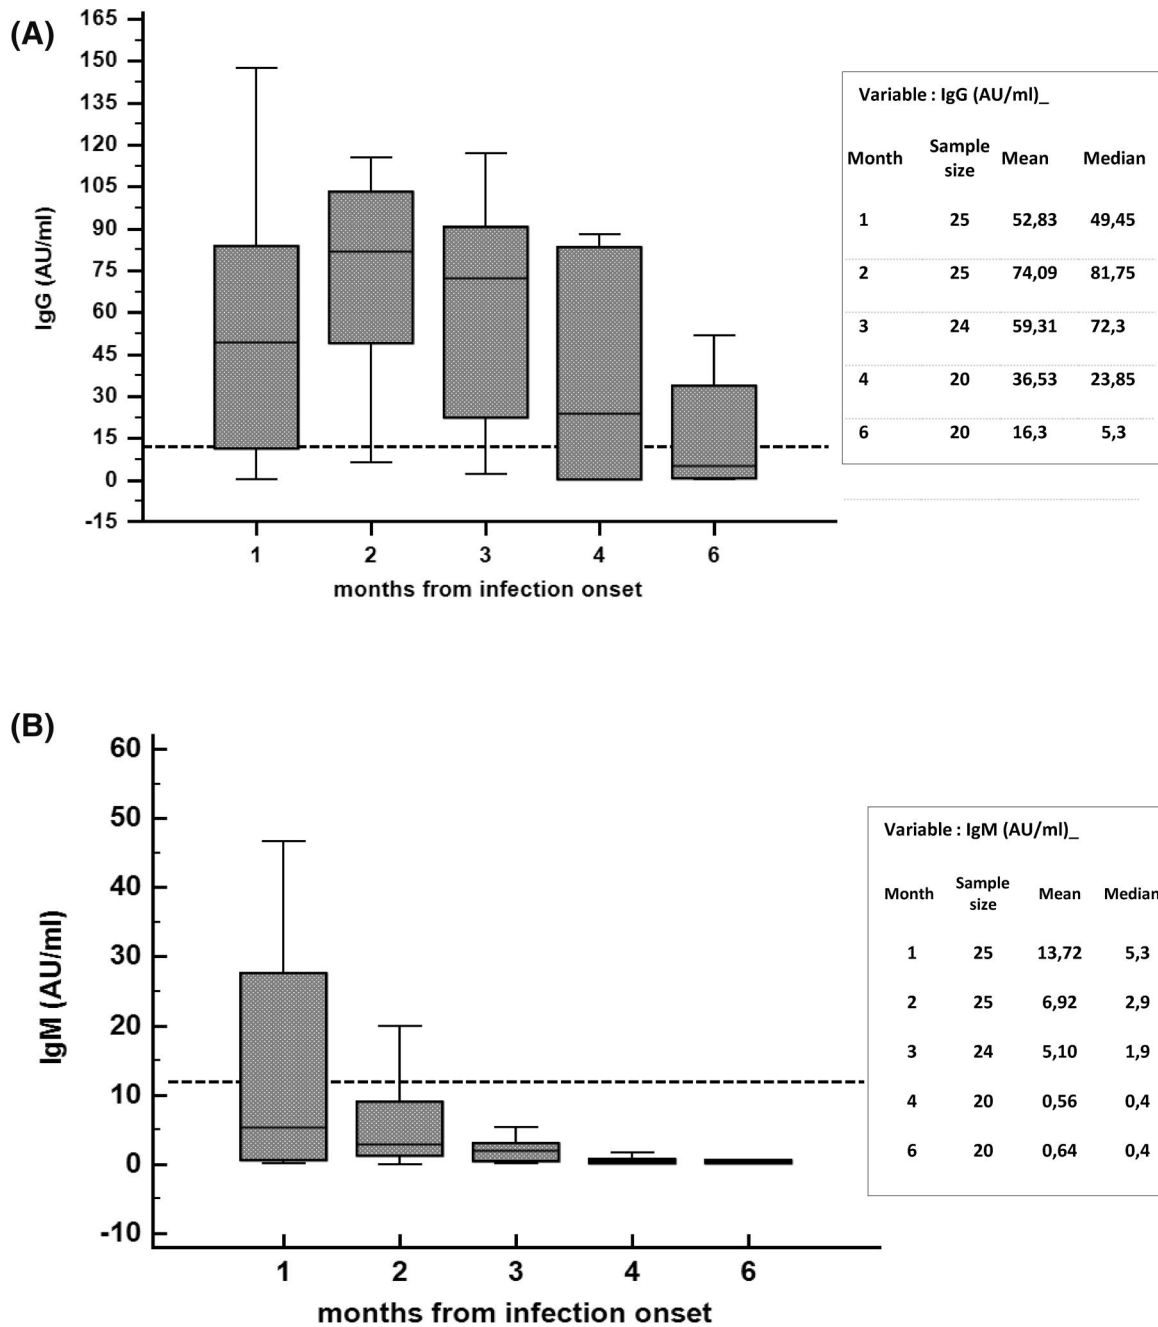 (A)
165
150
135
120
105
90
75
60
45
30
15
0
-15
IgG (AU/ml)
1 2 3 4 6
months from infection onset
Variable : IgG (AU/ml)_
Month Sample size Mean Median
1 25 52,83 49,45
2 25 74,09 81,75
3 24 59,31 72,3
4 20 36,53 23,85
6 20 16,3 5,3
(B)
60
50
40
30
20
10
0
-10
IgM (AU/ml)
1 2 3 4 6
months from infection onset
Variable : IgM (AU/ml)_
Month Sample size Mean Median
1 25 13,72 5,3
2 25 6,92 2,9
3 24 5,10 1,9
4 20 0,56 0,4
6 20 0,64 0,4